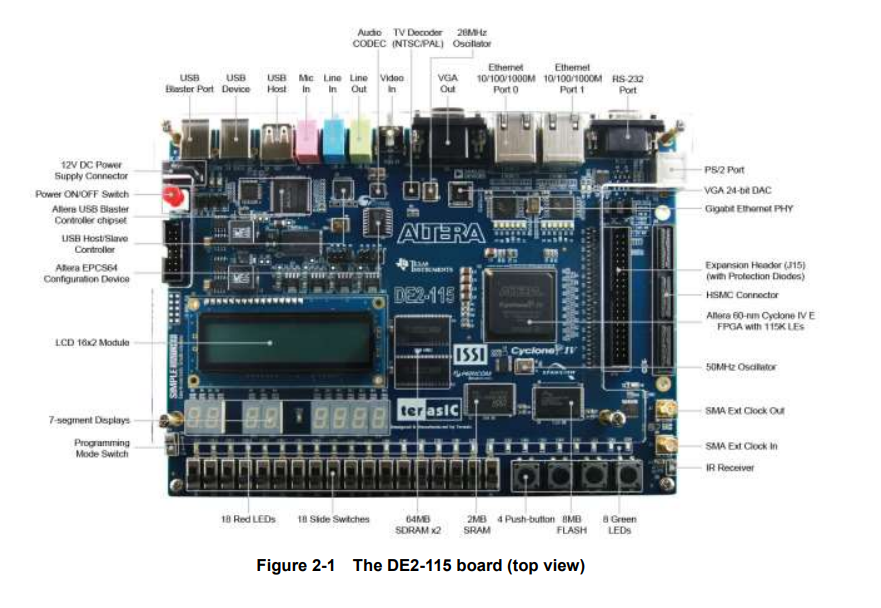 Audio
CODEC
TV Decoder
(NTSC/PAL)
28MHz
Oscillator
USB
Blaster Port
USB
Device
USB
Host
Mic
In
Line
In
Line
Out
Video
In
VGA
Out
Ethernet
10/100/1000M
Port 0
Ethernet
10/100/1000M
Port 1
RS-232
Port
12V DC Power
Supply Connector
Power ON/OFF Switch
Altera USB Blaster
Controller chipset
USB Host/Slave
Controller
Altera EPCS64
Configuration Device
LCD 16x2 Module
7-segment Displays
Programming
Mode Switch
PS/2 Port
VGA 24-bit DAC
Gigabit Ethernet PHY
Expansion Header (J15)
(with Protection Diodes)
HSMC Connector
Altera 60-nm Cyclone IV E
FPGA with 115K LEs
50MHz Oscillator
SMA Ext Clock Out
SMA Ext Clock In
IR Receiver
ALTERA
TEXAS
INSTRUMENTS
DE2-115
ALTERA
ISSI
Cyclone IV
PERICOM
terasIC
18 Red LEDs
18 Slide Switches
64MB
SDRAM x2
2MB
SRAM
4 Push-button
8MB
FLASH
8 Green
LEDs
Figure 2-1 The DE2-115 board (top view)